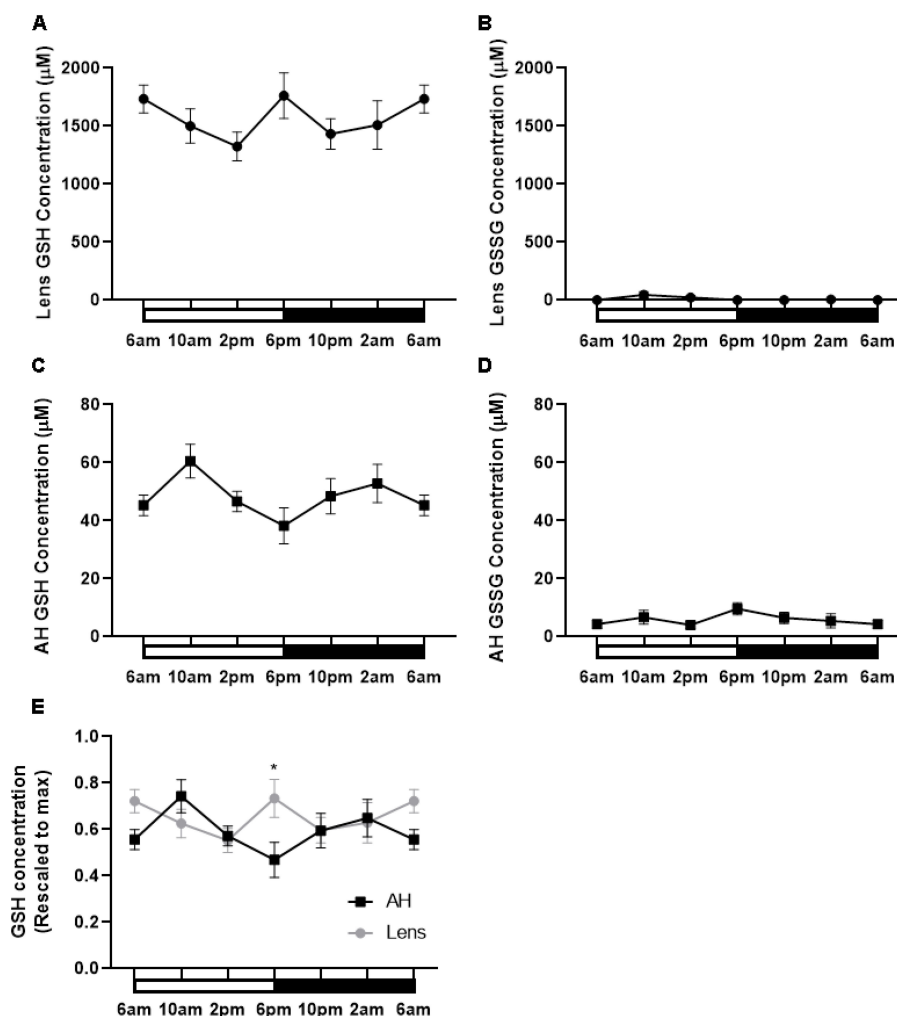 A
Lens GSH Concentration (μM)
2000
1500
1000
500
0
6am 10am 2pm 6pm 10pm 2am 6am
B
Lens GSSG Concentration (μM)
2000
1500
1000
500
0
6am 10am 2pm 6pm 10pm 2am 6am
C
AH GSH Concentration (μM)
80
60
40
20
0
6am 10am 2pm 6pm 10pm 2am 6am
D
AH GSSG Concentration (μM)
80
60
40
20
0
6am 10am 2pm 6pm 10pm 2am 6am
E
GSH concentration
(Rescaled to max)
1.0
0.8
0.6
0.4
0.2
0.0
*
AH
Lens
6am 10am 2pm 6pm 10pm 2am 6am